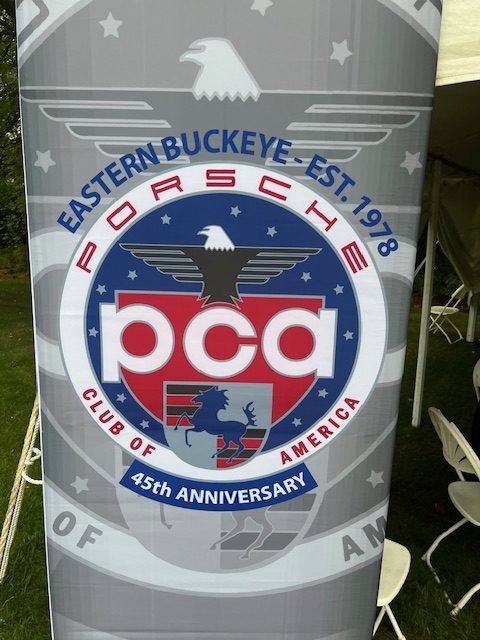 EASTERN BUCKEYE - EST. 1978
PORSCHE
pca
CLUB OF AMERICA
45th ANNIVERSARY
OF
AM